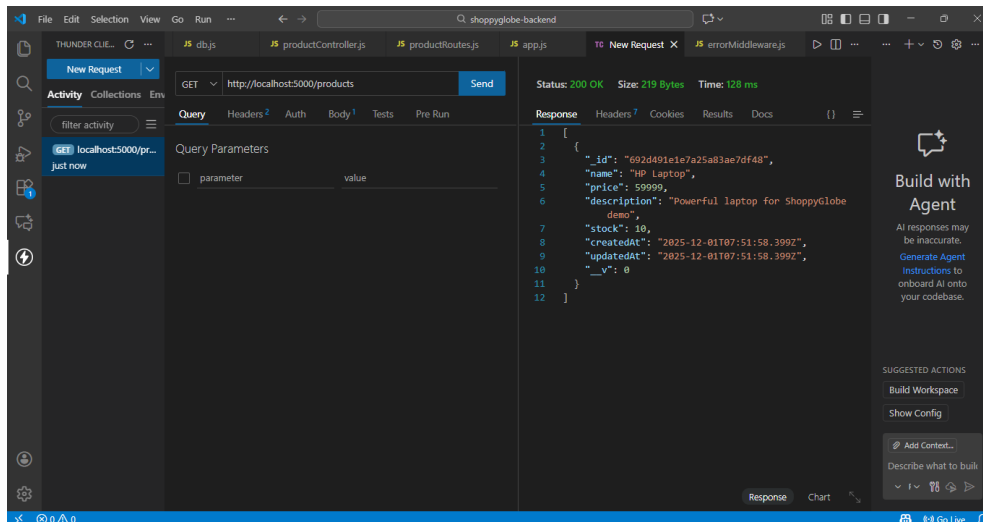 File Edit Selection View Go Run ··· shoppyglobe-backend
THUNDER CLIE... ··· JS db.js JS productController.js JS productRoutes.js JS app.js TC New Request JS errorMiddleware.js ··· ···
New Request
Activity Collections Env
filter activity
GET localhost:5000/pr...
just now
GET http://localhost:5000/products Send
Query Headers 2 Auth Body 1 Tests Pre Run
Query Parameters
parameter value
Status: 200 OK Size: 219 Bytes Time: 128 ms
Response Headers 7 Cookies Results Docs {}
1 [
2 {
3 "_id": "692d491e1e7a25a83ae7df48",
4 "name": "HP Laptop",
5 "price": 59999,
6 "description": "Powerful laptop for ShoppyGlobe
demo",
7 "stock": 10,
8 "createdAt": "2025-12-01T07:51:58.399Z",
9 "updatedAt": "2025-12-01T07:51:58.399Z",
10 "__v": 0
11 }
12 ]
Response Chart
Build with
Agent
AI responses may
be inaccurate.
Generate Agent
Instructions to
onboard AI onto
your codebase.
SUGGESTED ACTIONS
Build Workspace
Show Config
Add Context...
Describe what to build
1
0 0 Go Live